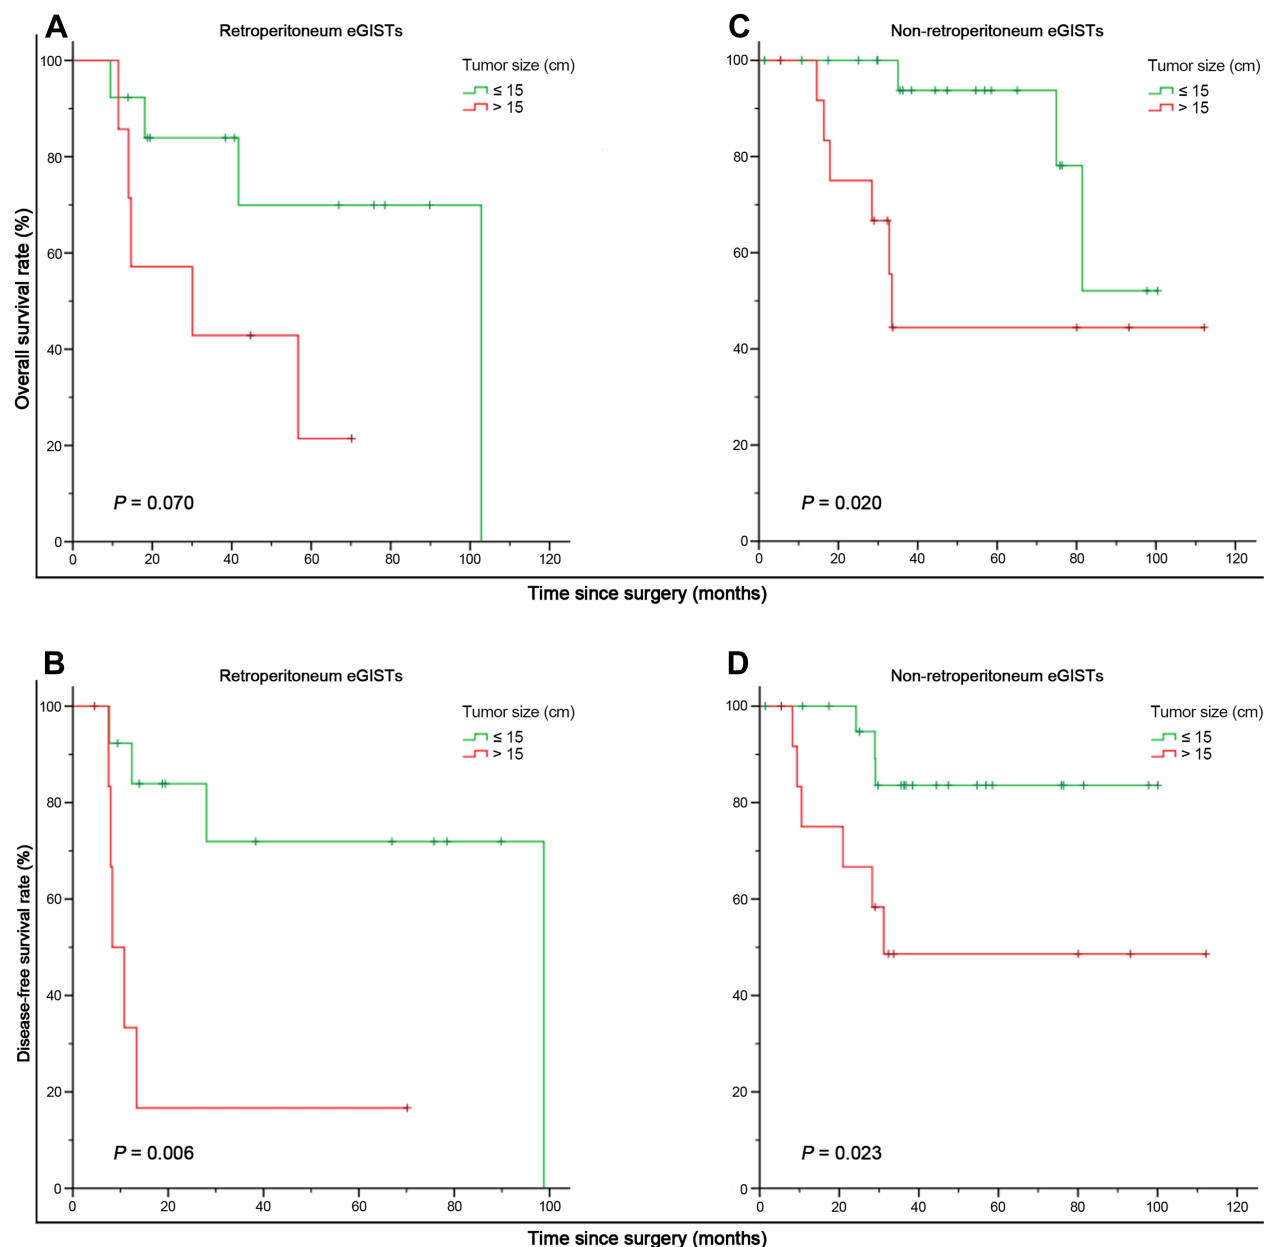 A
Retroperitoneum eGISTs
Tumor size (cm)
≤ 15
> 15
100
80
60
40
20
0
Overall survival rate (%)
P = 0.070
0 20 40 60 80 100 120
C
Non-retroperitoneum eGISTs
Tumor size (cm)
≤ 15
> 15
100
80
60
40
20
0
P = 0.020
0 20 40 60 80 100 120
Time since surgery (months)
B
Retroperitoneum eGISTs
Tumor size (cm)
≤ 15
> 15
100
80
60
40
20
0
Disease-free survival rate (%)
P = 0.006
0 20 40 60 80 100
D
Non-retroperitoneum eGISTs
Tumor size (cm)
≤ 15
> 15
100
80
60
40
20
0
P = 0.023
0 20 40 60 80 100 120
Time since surgery (months)